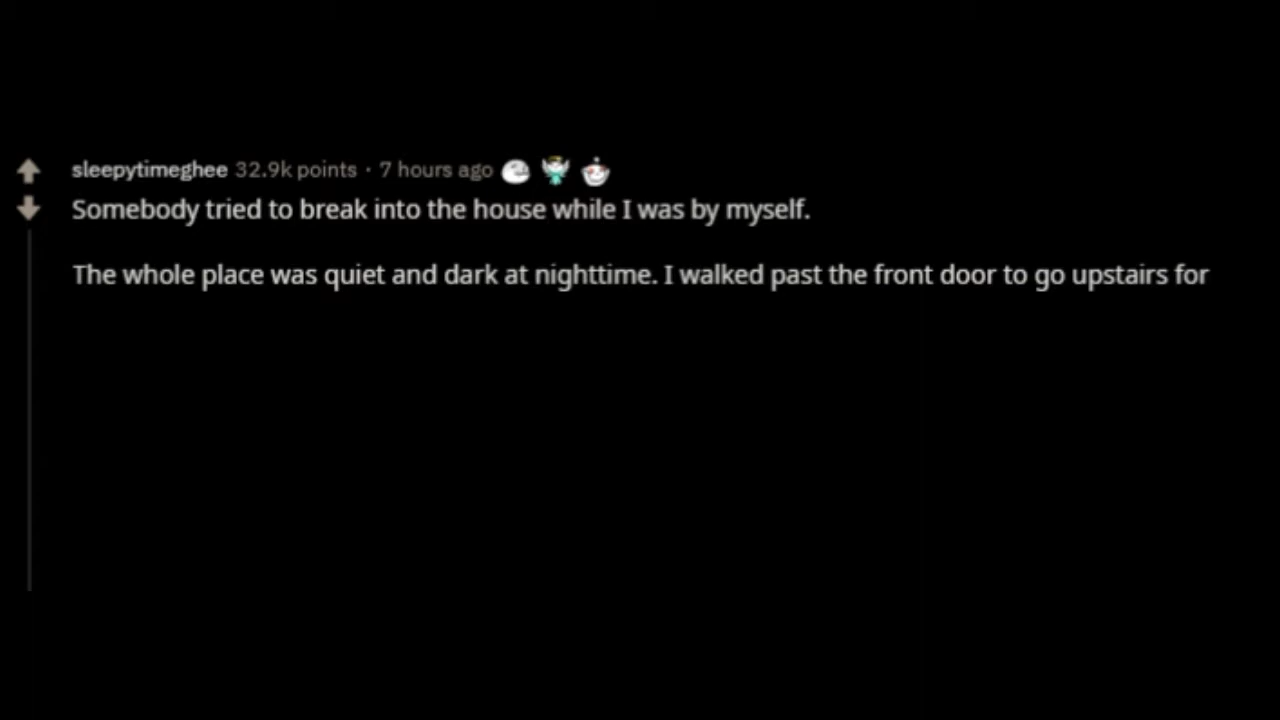 sleepytimeghee 32.9k points · 7 hours ago
Somebody tried to break into the house while I was by myself.
The whole place was quiet and dark at nighttime. I walked past the front door to go upstairs for